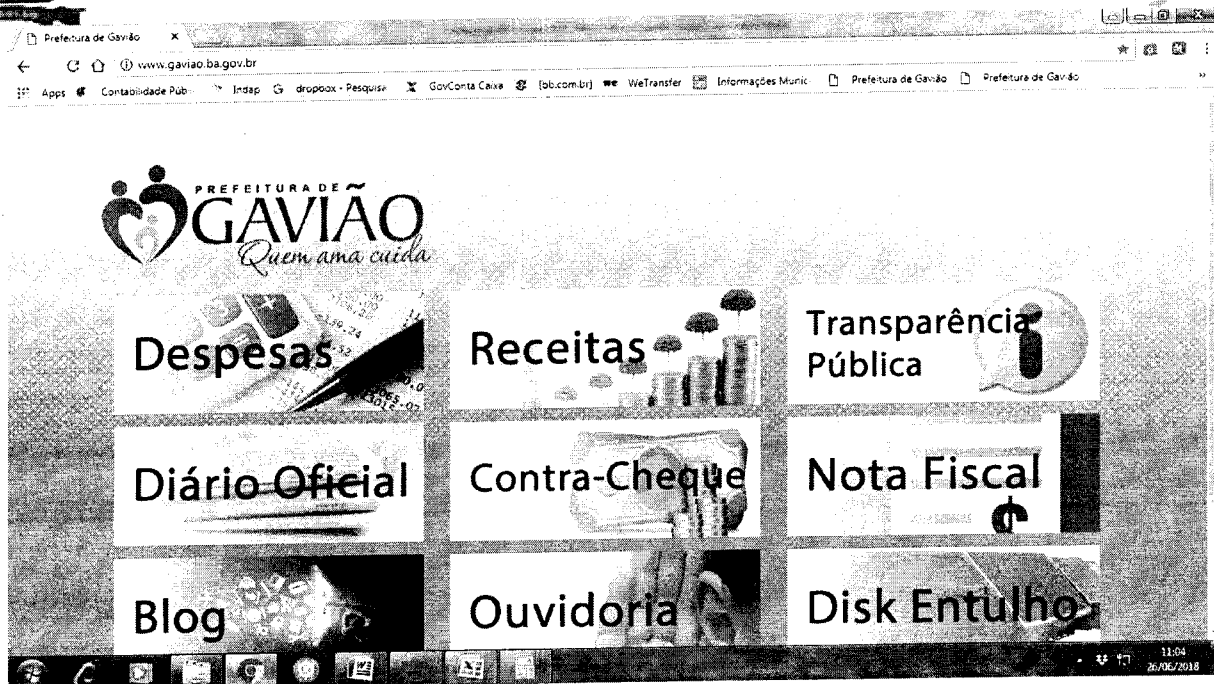 Prefeitura de Gavião
www.gaviao.ba.gov.br
Apps Contabilidade Púb Indap dropbox - Pesquisa GovConta Caixa [bb.com.br] WeTransfer Informações Munic Prefeitura de Gavião Prefeitura de Gavião
PREFEITURA DE
GAVIÃO
Quem ama cuida
Despesas
Receitas
Transparência
Pública
Diário Oficial
Contra-Cheque
Nota Fiscal
Blog
Ouvidoria
Disk Entulho
11:04
26/06/2018